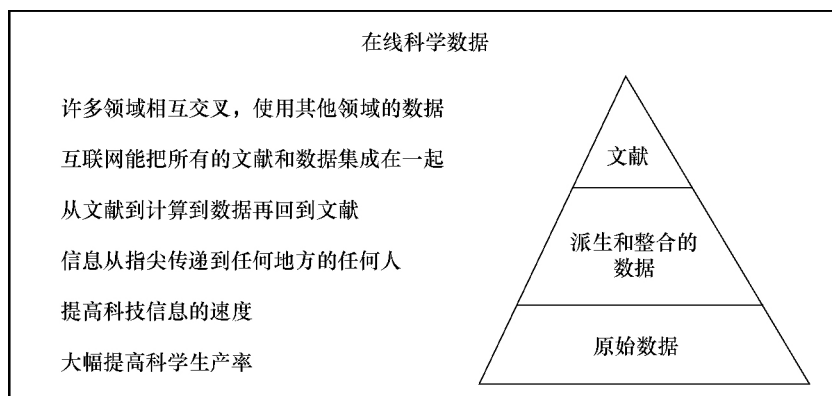 在线科学数据
许多领域相互交叉，使用其他领域的数据
互联网能把所有的文献和数据集成在一起
从文献到计算到数据再回到文献
信息从指尖传递到任何地方的任何人
提高科技信息的速度
大幅提高科学生产率
文献
派生和整合的
数据
原始数据